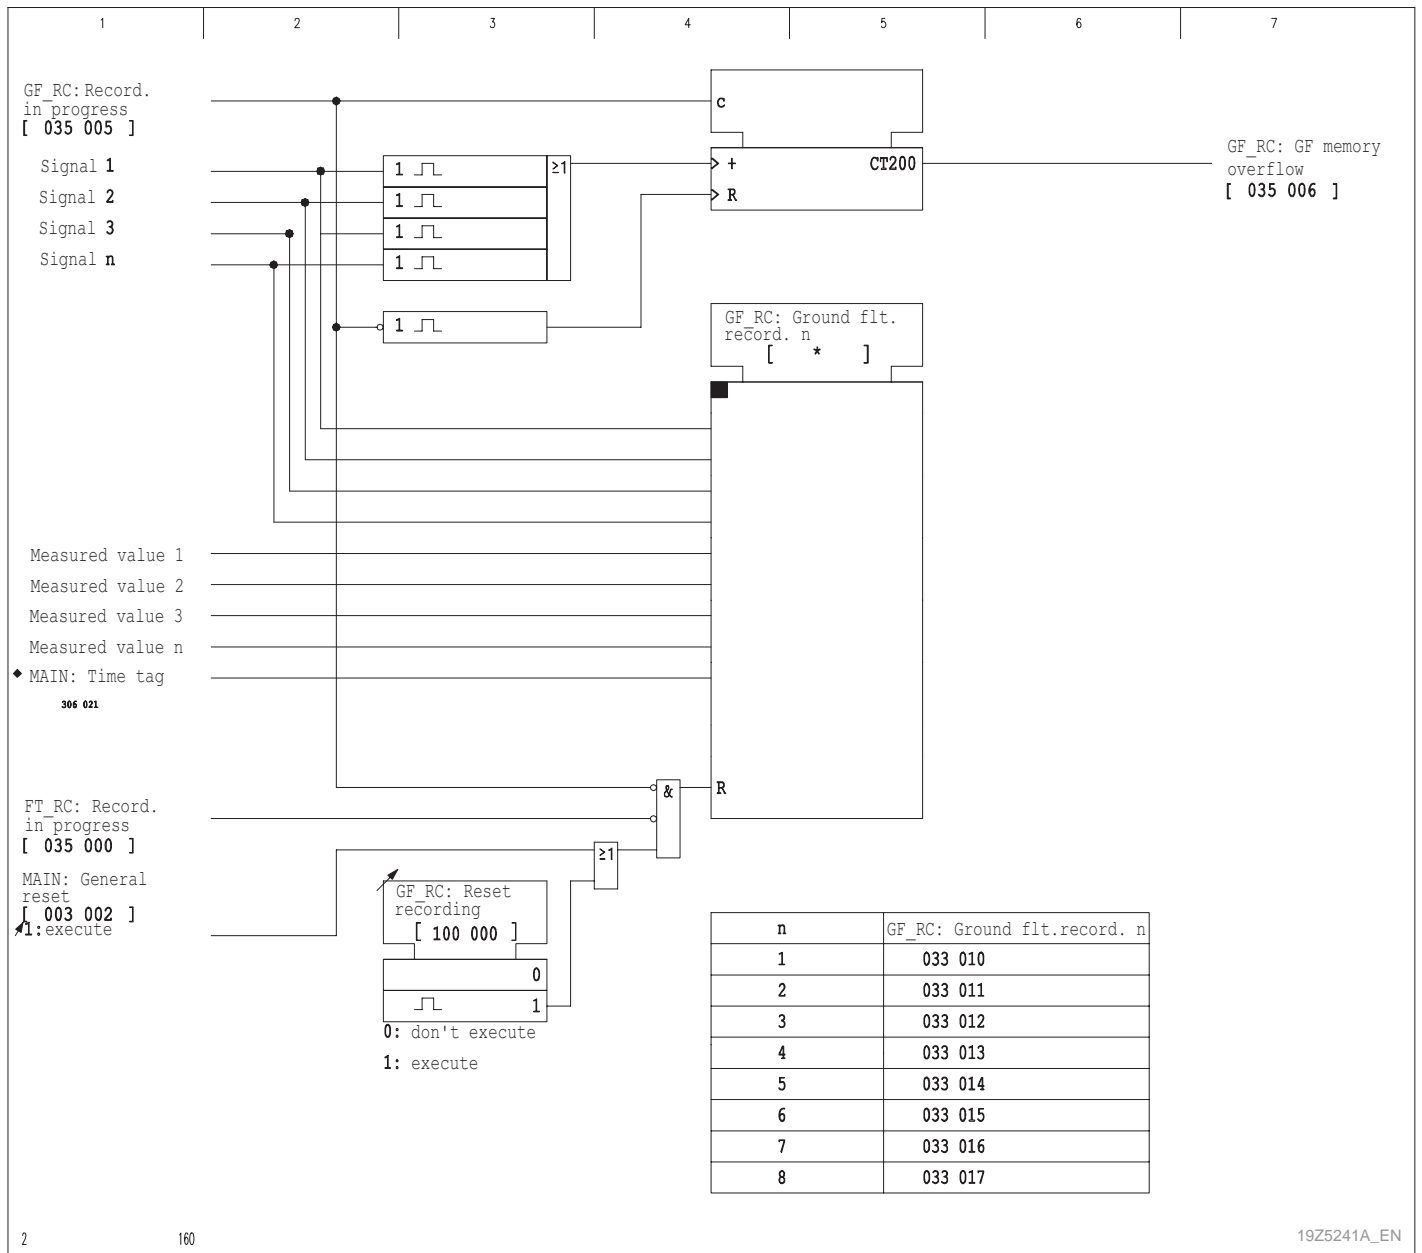 1 2 3 4 5 6 7
GF_RC: Record.
in progress
[ 035 005 ]
Signal 1
Signal 2
Signal 3
Signal n
1
1
1
1
≥1
1
c
+
CT200
R
GF_RC: GF memory
overflow
[ 035 006 ]
GF_RC: Ground flt.
record. n
[ * ]
Measured value 1
Measured value 2
Measured value 3
Measured value n
MAIN: Time tag
306 021
R
&
≥1
FT_RC: Record.
in progress
[ 035 000 ]
MAIN: General
reset
[ 003 002 ]
1: execute
GF_RC: Reset
recording
[ 100 000 ]
0
1
0: don't execute
1: execute
n GF_RC: Ground flt.record. n
1 033 010
2 033 011
3 033 012
4 033 013
5 033 014
6 033 015
7 033 016
8 033 017
2 160
19Z5241A_EN